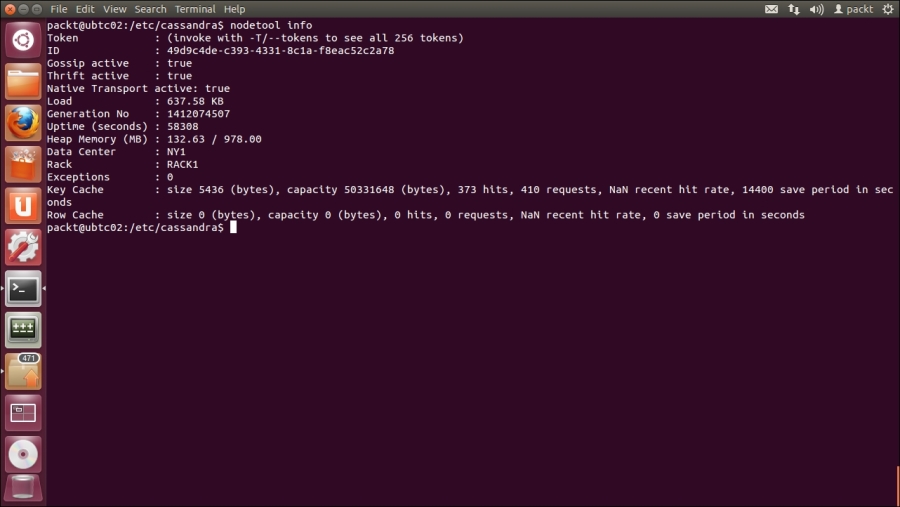 File Edit View Search Terminal Help packt
packt@ubtc02:/etc/cassandra$ nodetool info
Token : (invoke with -T/--tokens to see all 256 tokens)
ID : 49d9c4de-c393-4331-8c1a-f8eac52c2a78
Gossip active : true
Thrift active : true
Native Transport active: true
Load : 637.58 KB
Generation No : 1412074507
Uptime (seconds) : 58308
Heap Memory (MB) : 132.63 / 978.00
Data Center : NY1
Rack : RACK1
Exceptions : 0
Key Cache : size 5436 (bytes), capacity 50331648 (bytes), 373 hits, 410 requests, NaN recent hit rate, 14400 save period in sec
onds
Row Cache : size 0 (bytes), capacity 0 (bytes), 0 hits, 0 requests, NaN recent hit rate, 0 save period in seconds
packt@ubtc02:/etc/cassandra$
471